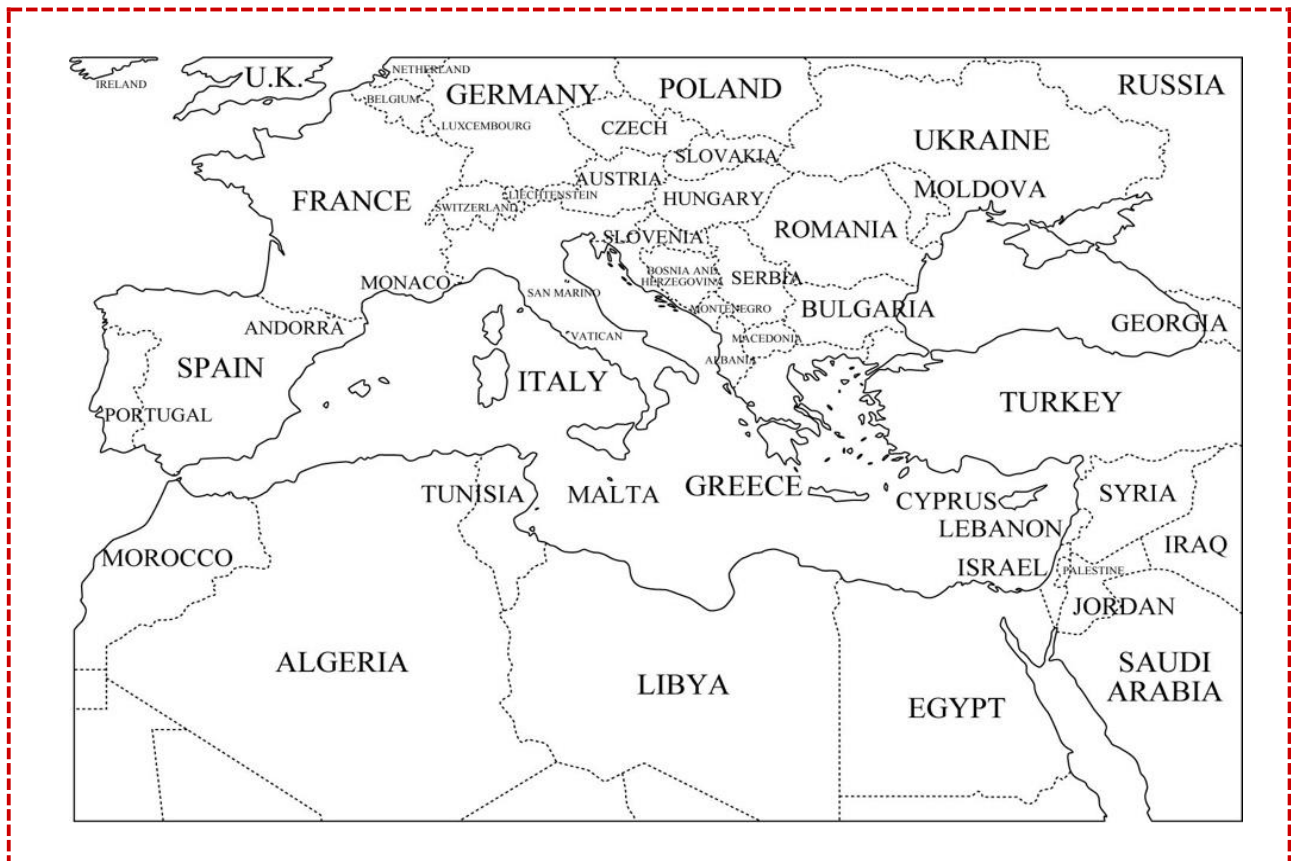 IRELAND
U.K.
NETHERLAND
BELGIUM
GERMANY
POLAND
RUSSIA
LUXCEMBOURG
CZECH
UKRAINE
SLOVAKIA
AUSTRIA
LIECHTENSTEIN
HUNGARY
MOLDOVA
FRANCE
SWITZERLAND
SLOVENIA
ROMANIA
BOSNIA AND
HERZEGOVINA
SERBIA
MONACO
SAN MARINO
MONTENEGRO
BULGARIA
ANDORRA
GEORGIA
VATICAN
MACEDONIA
ALBANIA
SPAIN
ITALY
TURKEY
PORTUGAL
TUNISIA
MALTA
GREECE
CYPRUS
SYRIA
LEBANON
MOROCCO
IRAQ
ISRAEL
PALESTINE
JORDAN
ALGERIA
LIBYA
EGYPT
SAUDI
ARABIA